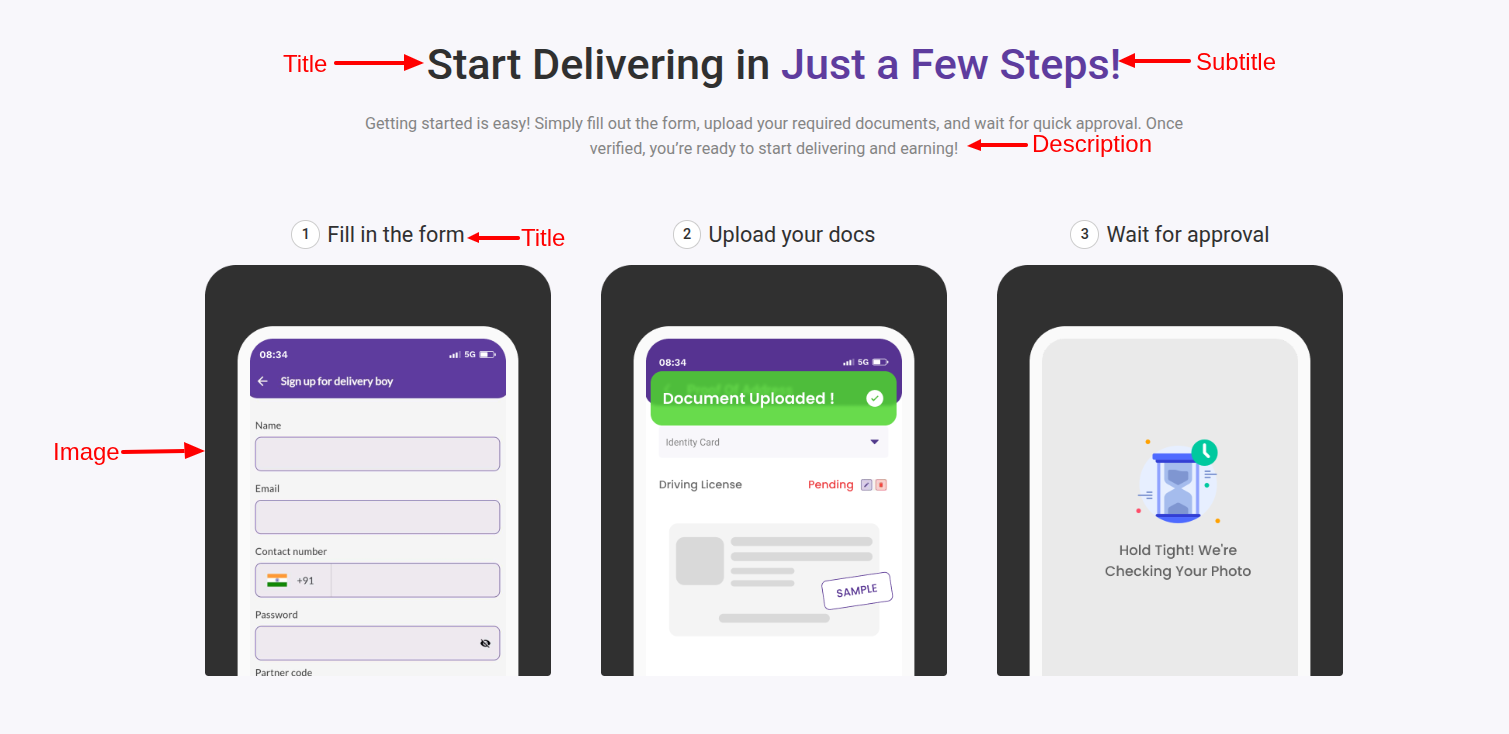 Title
Start Delivering in Just a Few Steps!
Subtitle
Getting started is easy! Simply fill out the form, upload your required documents, and wait for quick approval. Once
verified, you’re ready to start delivering and earning!
Description
1 Fill in the form
Title
2 Upload your docs
3 Wait for approval
Image
08:34 5G
Sign up for delivery boy
Name
Email
Contact number
+91
Password
Partner code
08:34 5G
Proof Of Address
Document Uploaded !
Identity Card
Driving License Pending
SAMPLE
Hold Tight! We're
Checking Your Photo